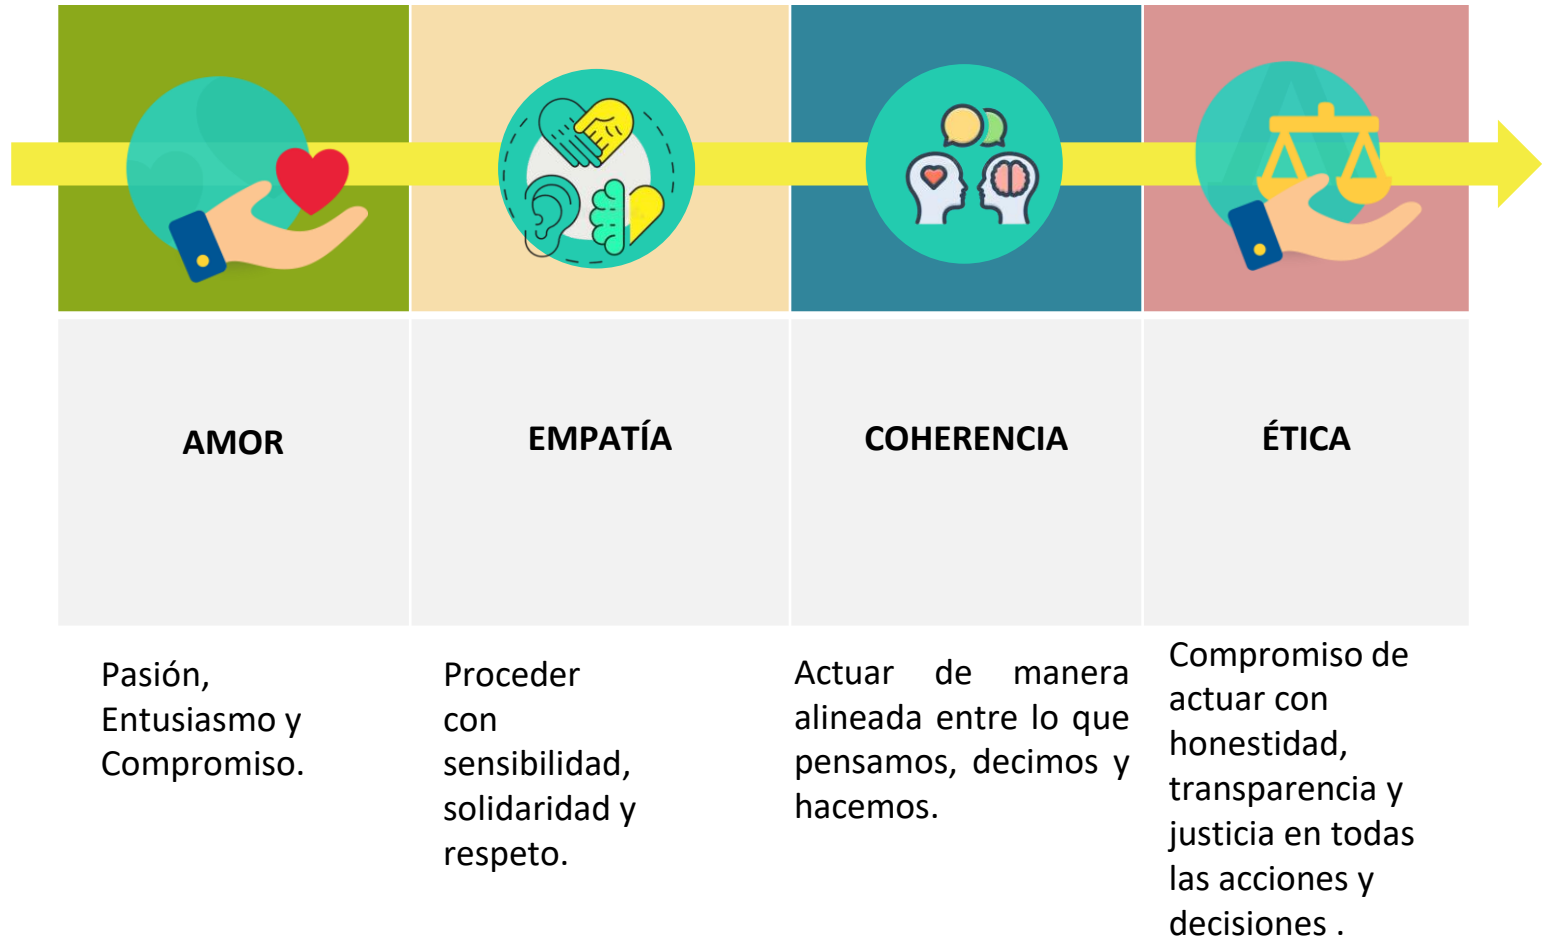 AMOR
EMPATÍA
COHERENCIA
ÉTICA
Pasión,
Entusiasmo y
Compromiso.
Proceder
con
sensibilidad,
solidaridad y
respeto.
Actuar de manera
alineada entre lo que
pensamos, decimos y
hacemos.
Compromiso de
actuar con
honestidad,
transparencia y
justicia en todas
las acciones y
decisiones .